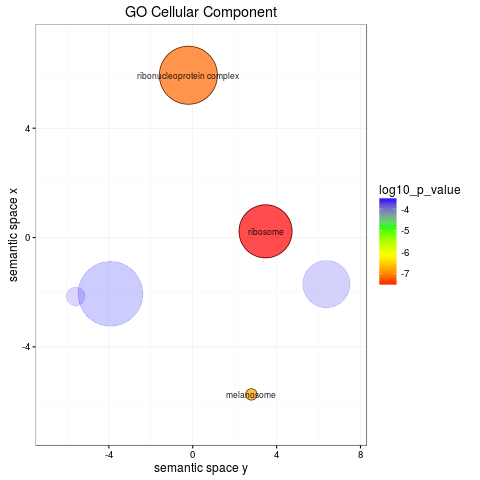 GO Cellular Component
ribonucleoprotein complex
4
log10_p_value
-4
-5
-6
-7
semantic space x
ribosome
0
-4
melanosome
-4
0
4
8
semantic space y